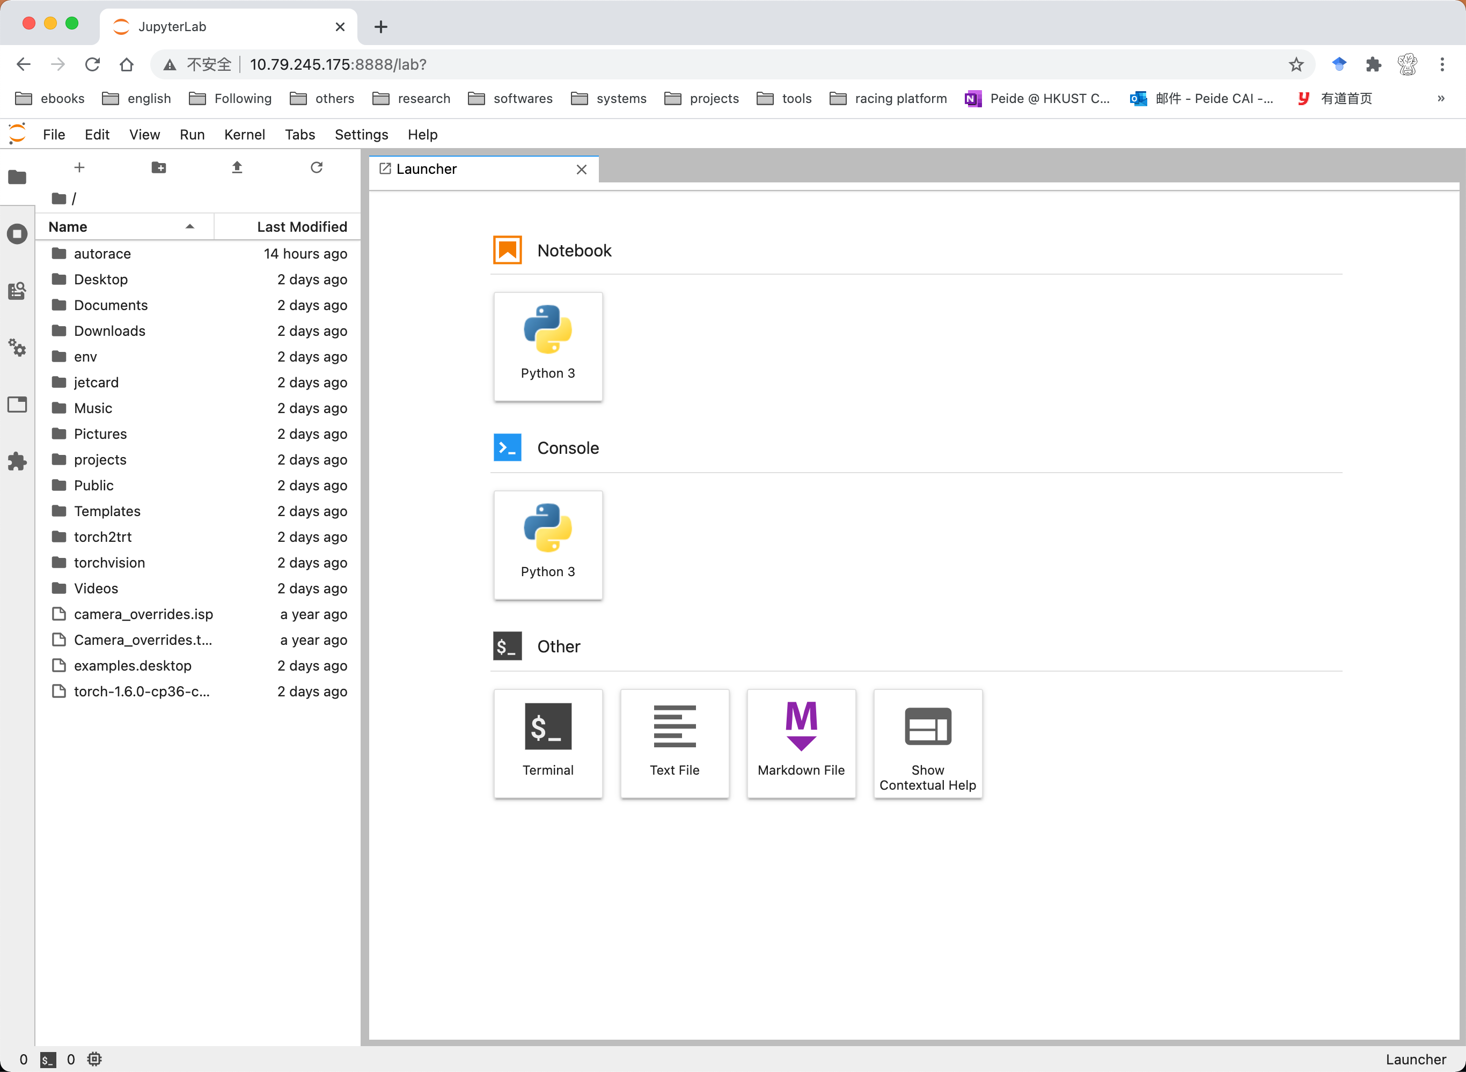 JupyterLab
不安全 10.79.245.175:8888/lab?
ebooks english Following others research softwares systems projects tools racing platform Peide @ HKUST C... 邮件 - Peide CAI -... 有道首页 »
File Edit View Run Kernel Tabs Settings Help
Launcher
/
Name Last Modified
autorace 14 hours ago
Desktop 2 days ago
Documents 2 days ago
Downloads 2 days ago
env 2 days ago
jetcard 2 days ago
Music 2 days ago
Pictures 2 days ago
projects 2 days ago
Public 2 days ago
Templates 2 days ago
torch2trt 2 days ago
torchvision 2 days ago
Videos 2 days ago
camera_overrides.isp a year ago
Camera_overrides.t... a year ago
examples.desktop 2 days ago
torch-1.6.0-cp36-c... 2 days ago
Notebook
Python 3
Console
Python 3
$_ Other
$_ M
Terminal Text File Markdown File Show
Contextual Help
0 $_ 0 Launcher